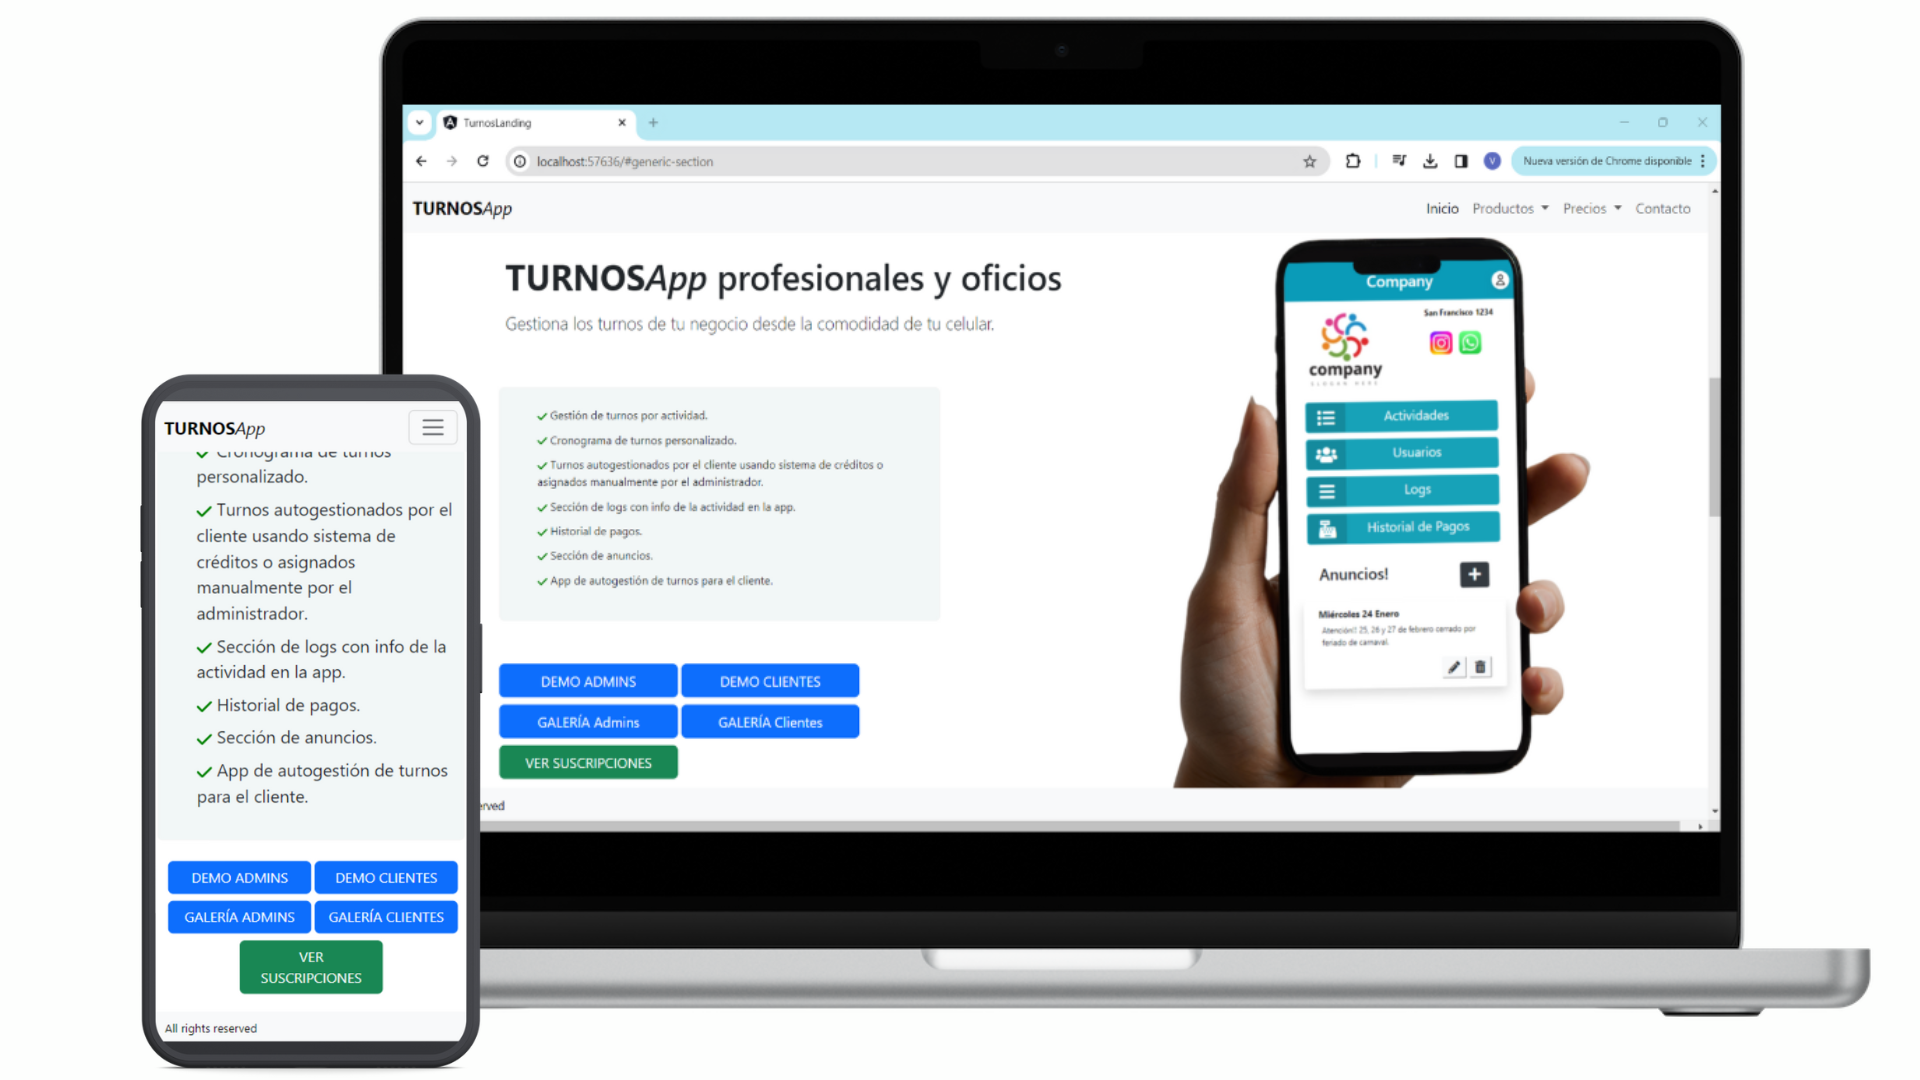 TurnosLanding
localhost:57636/#generic-section
V
Nueva versión de Chrome disponible
TURNOSApp
Inicio Productos Precios Contacto
TURNOSApp profesionales y oficios
Gestiona los turnos de tu negocio desde la comodidad de tu celular.
Gestión de turnos por actividad.
Cronograma de turnos personalizado.
Turnos autogestionados por el cliente usando sistema de créditos o
asignados manualmente por el administrador.
Sección de logs con info de la actividad en la app.
Historial de pagos.
Sección de anuncios.
App de autogestión de turnos para el cliente.
DEMO ADMINS DEMO CLIENTES
GALERÍA Admins GALERÍA Clientes
VER SUSCRIPCIONES
erved
Company
San Francisco 1234
company
SLOGAN HERE
Actividades
Usuarios
Logs
Historial de Pagos
Anuncios!
Miércoles 24 Enero
Atención!! 25, 26 y 27 de febrero cerrado por
feriado de carnaval.
TURNOSApp
Cronograma de turnos
personalizado.
Turnos autogestionados por el
cliente usando sistema de
créditos o asignados
manualmente por el
administrador.
Sección de logs con info de la
actividad en la app.
Historial de pagos.
Sección de anuncios.
App de autogestión de turnos
para el cliente.
DEMO ADMINS DEMO CLIENTES
GALERÍA ADMINS GALERÍA CLIENTES
VER
SUSCRIPCIONES
All rights reserved